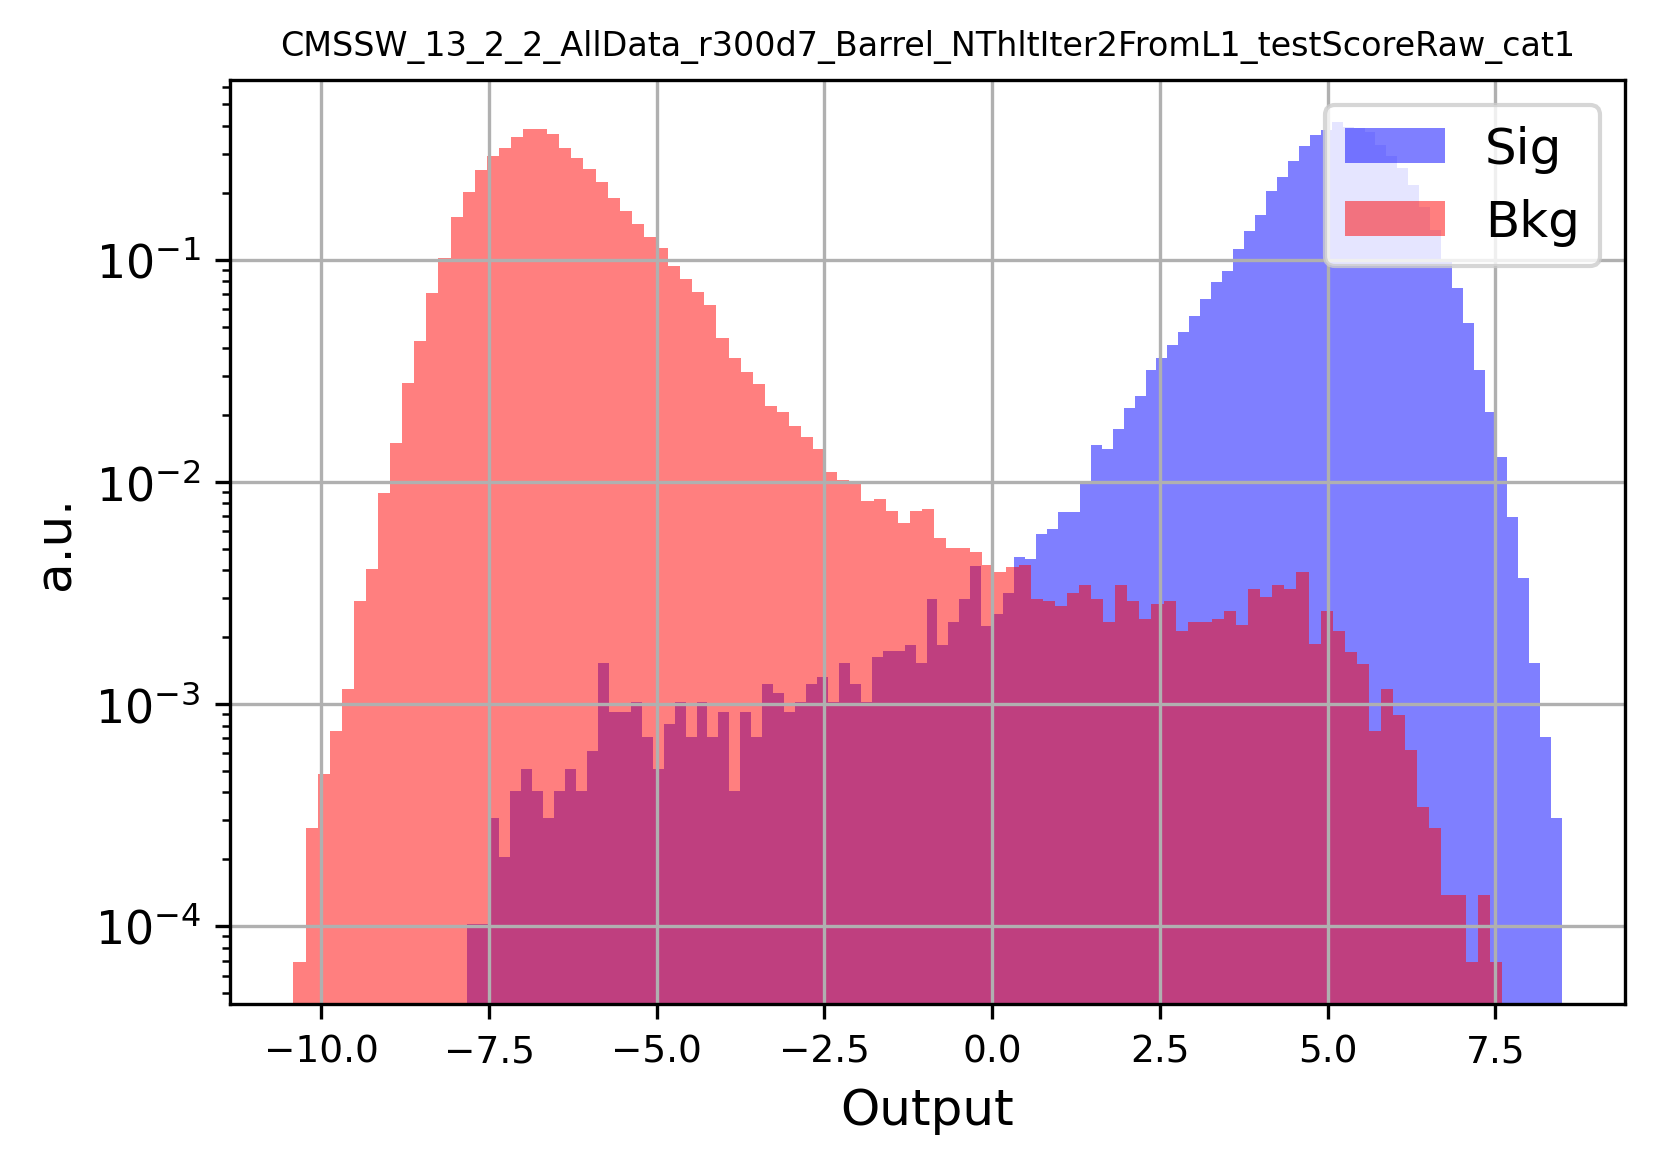 CMSSW_13_2_2_AllData_r300d7_Barrel_NThltIter2FromL1_testScoreRaw_cat1
Sig
Bkg
10⁻¹
10⁻²
10⁻³
10⁻⁴
a.u.
−10.0 −7.5 −5.0 −2.5 0.0 2.5 5.0 7.5
Output